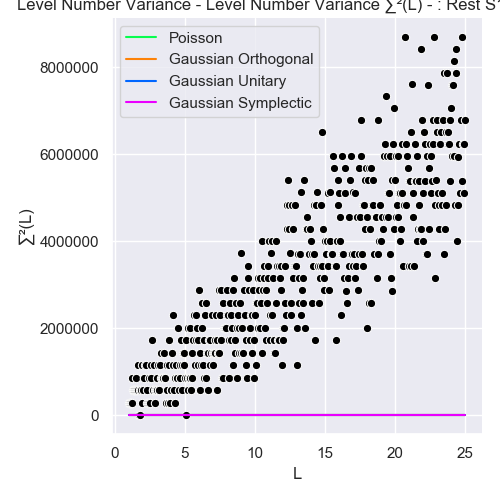 Level Number Variance - Level Number Variance ∑²(L) - : Rest
Poisson
Gaussian Orthogonal
Gaussian Unitary
Gaussian Symplectic
8000000
6000000
4000000
2000000
0
∑²(L)
0 5 10 15 20 25
L